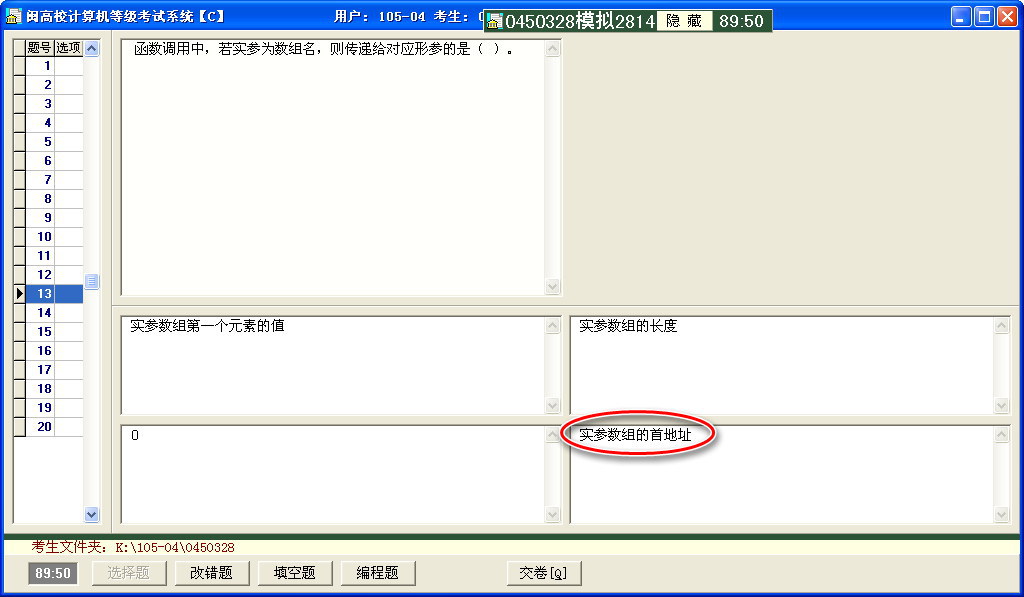 闽高校计算机等级考试系统【C】
用户: 105-04 考生:
0450328模拟2814 隐 藏 89:50
题号 选项
1
2
3
4
5
6
7
8
9
10
11
12
13
14
15
16
17
18
19
20
函数调用中，若实参为数组名，则传递给对应形参的是（ ）。
实参数组第一个元素的值
实参数组的长度
0
实参数组的首地址
考生文件夹: K:\105-04\0450328
89:50 选择题 改错题 填空题 编程题 交卷[Q]